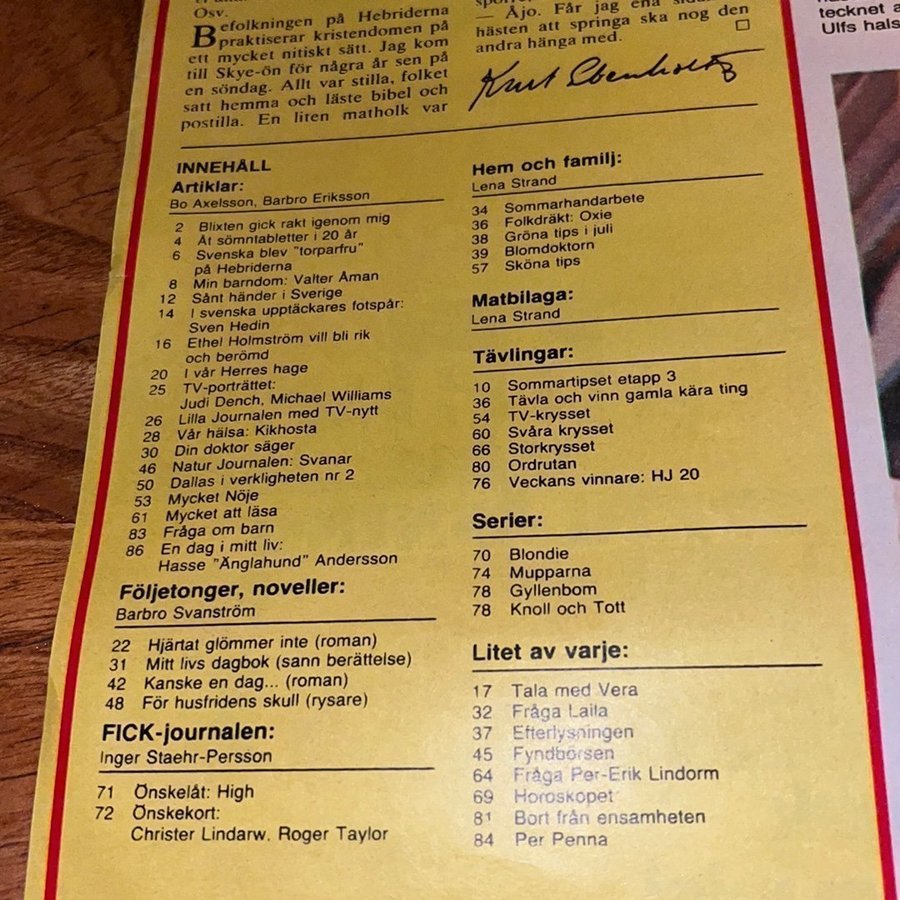 Osv.
Befolkningen på Hebriderna
praktiserar kristendomen på
ett mycket nitiskt sätt. Jag kom
till Skye-ön för några år sen på
en söndag. Allt var stilla, folket
satt hemma och läste bibel och
postilla. En liten matholk var
— Åjo. Får jag ena
hästen att springa ska nog den
andra hänga med.
tecknet
Ulfs hals
INNEHÅLL
Artiklar:
Bo Axelsson, Barbro Eriksson
2 Blixten gick rakt igenom mig
4 Åt sömntabletter i 20 år
6 Svenska blev "torparfru"
på Hebriderna
8 Min barndom: Valter Åman
12 Sånt händer i Sverige
14 I svenska upptäckares fotspår:
Sven Hedin
16 Ethel Holmström vill bli rik
och berömd
20 I vår Herres hage
25 TV-porträttet:
Judi Dench, Michael Williams
26 Lilla Journalen med TV-nytt
28 Vår hälsa: Kikhosta
30 Din doktor säger
46 Natur Journalen: Svanar
50 Dallas i verkligheten nr 2
53 Mycket Nöje
61 Mycket att läsa
83 Fråga om barn
86 En dag i mitt liv:
Hasse "Änglahund" Andersson
Följetonger, noveller:
Barbro Svanström
22 Hjärtat glömmer inte (roman)
31 Mitt livs dagbok (sann berättelse)
42 Kanske en dag... (roman)
48 För husfridens skull (rysare)
FICK-journalen:
Inger Staehr-Persson
71 Önskelåt: High
72 Önskekort:
Christer Lindarw. Roger Taylor
Hem och familj:
Lena Strand
34 Sommarhandarbete
36 Folkdräkt: Oxie
38 Gröna tips i juli
39 Blomdoktorn
57 Sköna tips
Matbilaga:
Lena Strand
Tävlingar:
10 Sommartipset etapp 3
36 Tävla och vinn gamla kära ting
54 TV-krysset
60 Svåra krysset
66 Storkrysset
80 Ordrutan
76 Veckans vinnare: HJ 20
Serier:
70 Blondie
74 Mupparna
78 Gyllenbom
78 Knoll och Tott
Litet av varje:
17 Tala med Vera
32 Fråga Laila
37 Efterlysningen
45 Fyndbörsen
64 Fråga Per-Erik Lindorm
69 Horoskopet
81 Bort från ensamheten
84 Per Penna